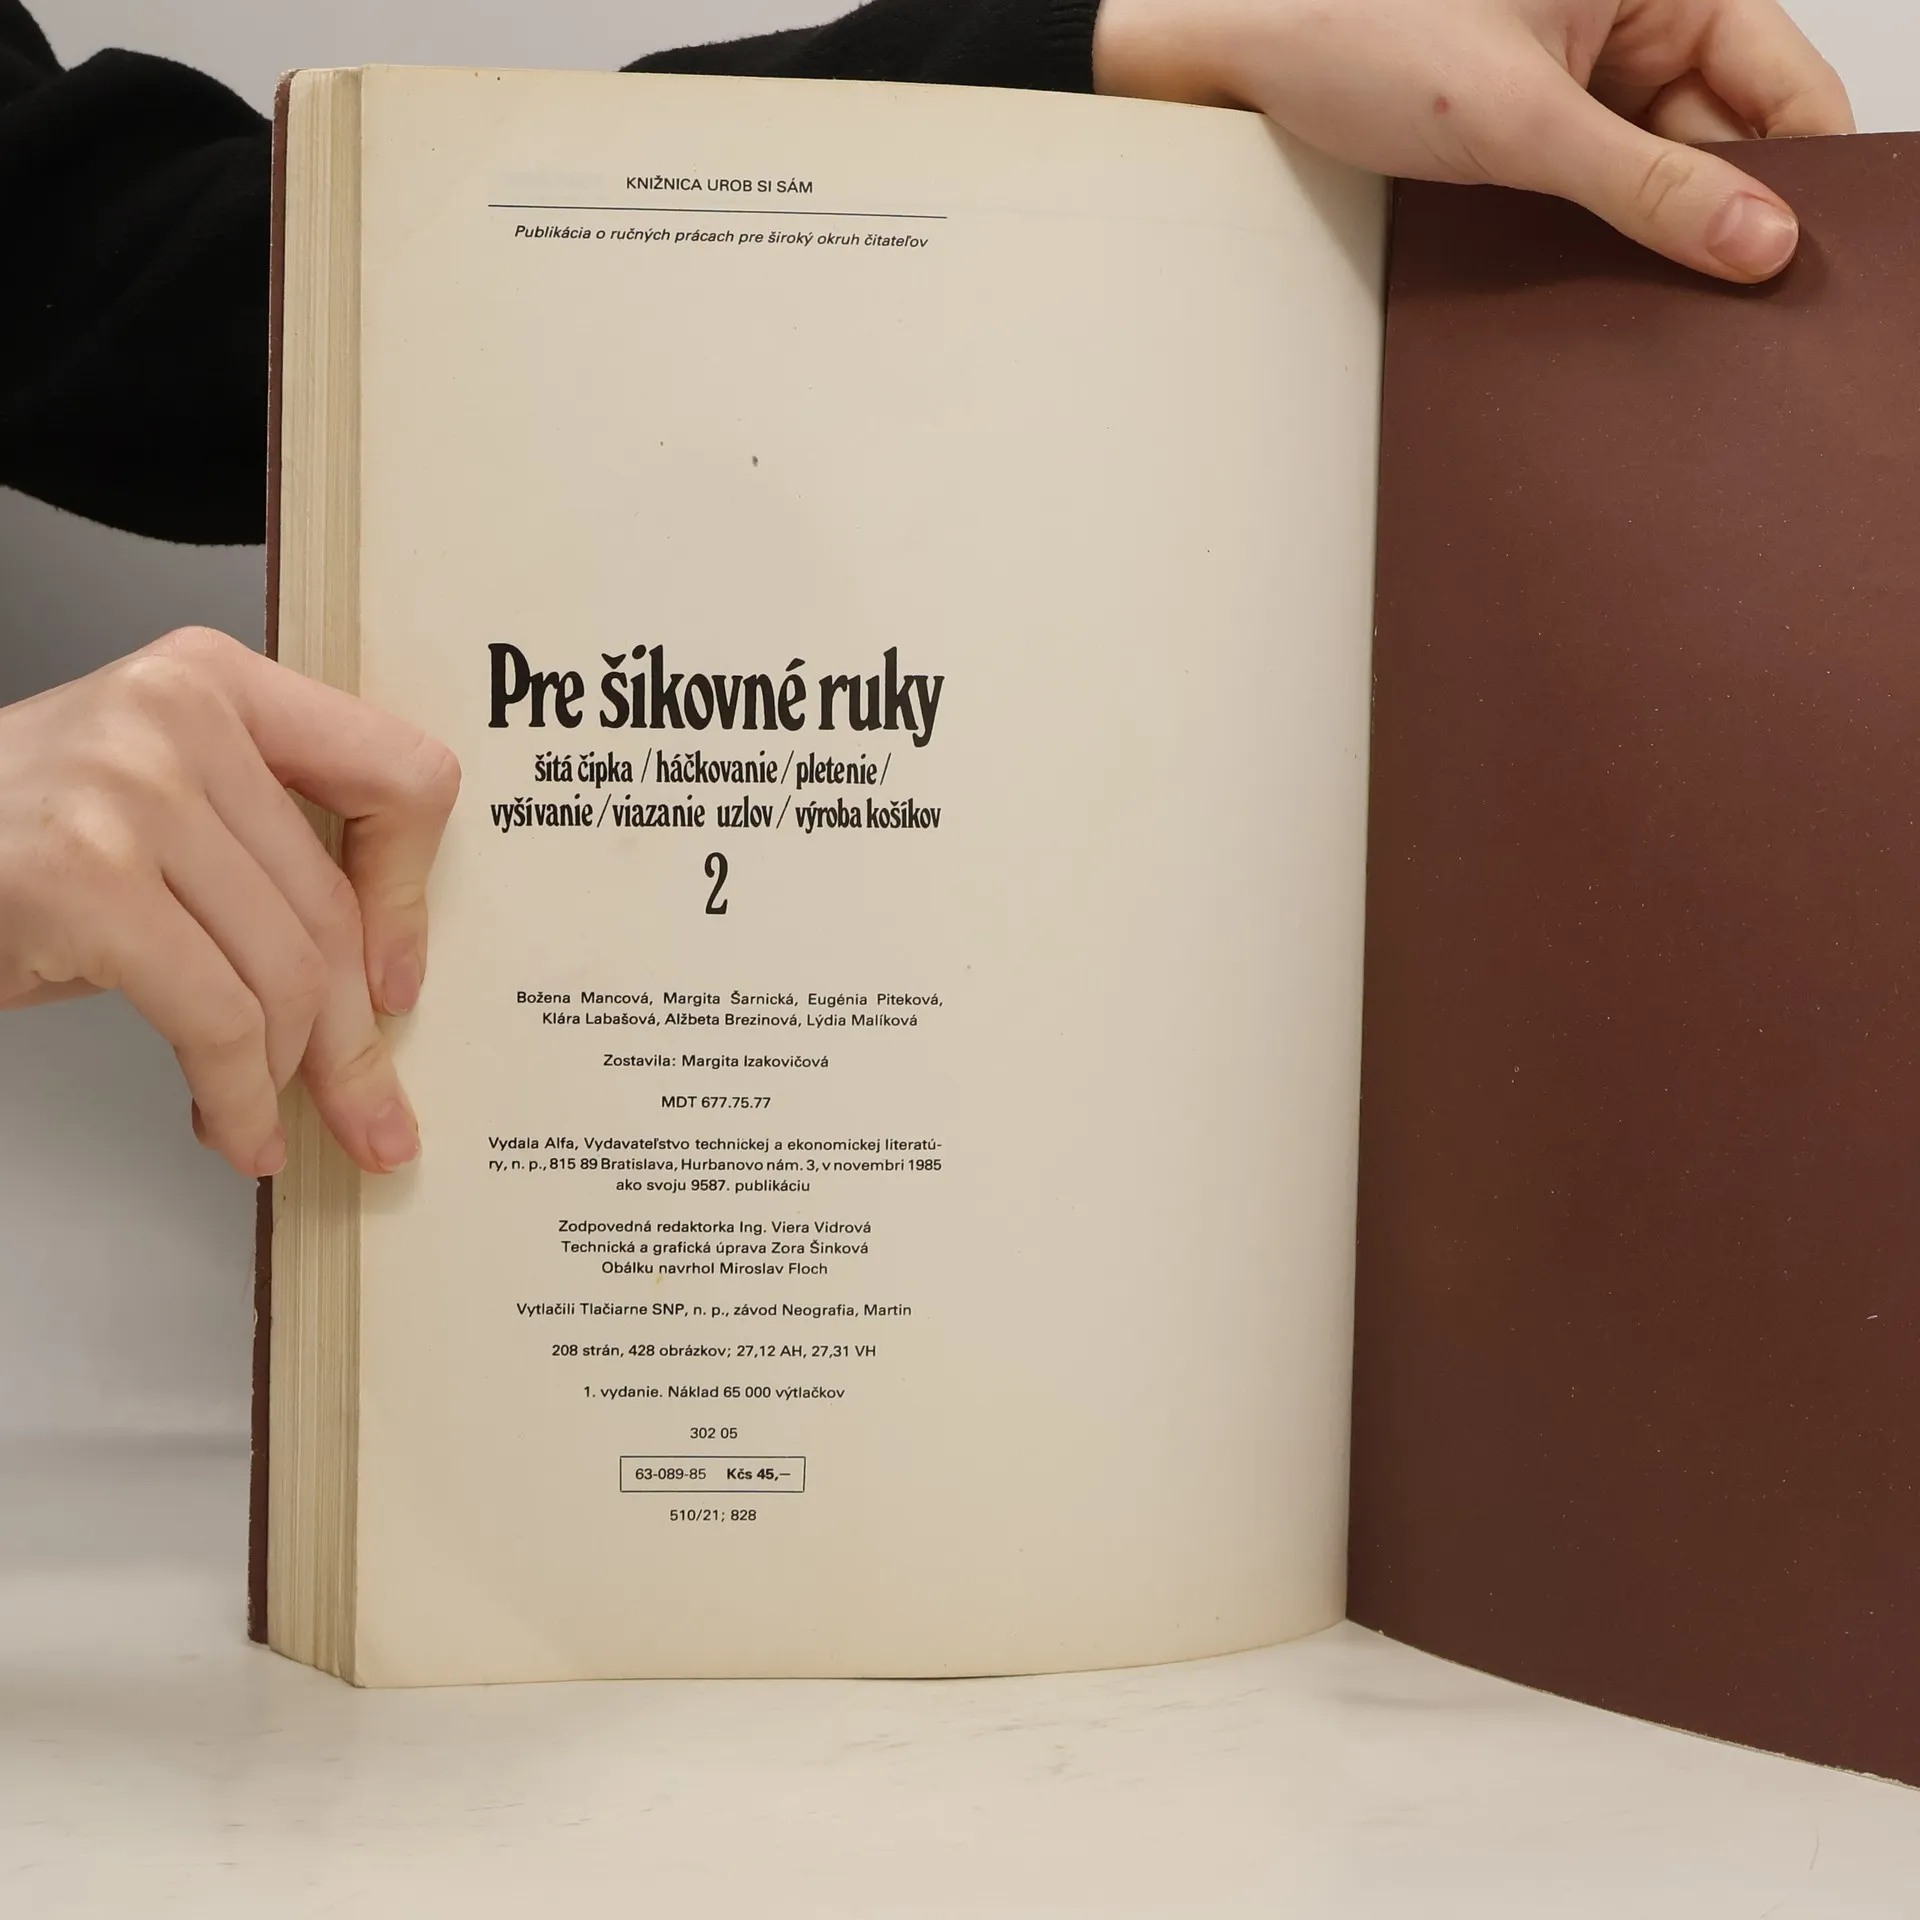 KNIŽNICA UROB SI SÁM
Publikácia o ručných prácach pre široký okruh čitateľov
Pre šikovné ruky
šitá čipka / háčkovanie / pletenie /
vyšívanie / viazanie uzlov / výroba košíkov
2
Božena Mancová, Margita Šarnická, Eugénia Piteková,
Klára Labašová, Alžbeta Brezinová, Lýdia Malíková
Zostavila: Margita Izakovičová
MDT 677.75.77
Vydala Alfa, Vydavateľstvo technickej a ekonomickej literatú-
ry, n. p., 815 89 Bratislava, Hurbanovo nám. 3, v novembri 1985
ako svoju 9587. publikáciu
Zodpovedná redaktorka Ing. Viera Vidrová
Technická a grafická úprava Zora Šinková
Obálku navrhol Miroslav Floch
Vytlačili Tlačiarne SNP, n. p., závod Neografia, Martin
208 strán, 428 obrázkov; 27,12 AH, 27,31 VH
1. vydanie. Náklad 65 000 výtlačkov
302 05
63-089-85 Kčs 45,—
510/21; 828